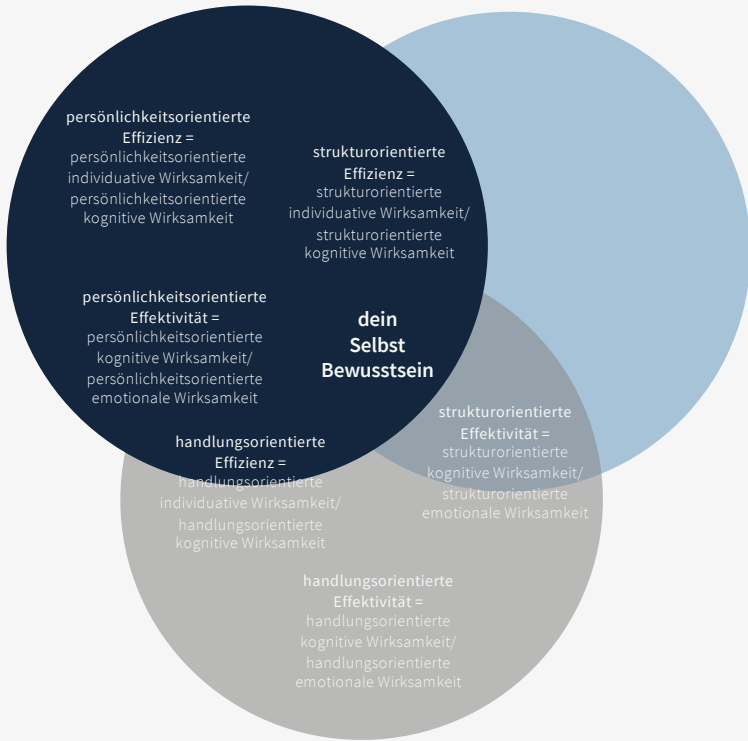 persönlichkeitsorientierte
Effizienz =
persönlichkeitsorientierte
individuative Wirksamkeit/
persönlichkeitsorientierte
kognitive Wirksamkeit
strukturorientierte
Effizienz =
strukturorientierte
individuative Wirksamkeit/
strukturorientierte
kognitive Wirksamkeit
persönlichkeitsorientierte
Effektivität =
persönlichkeitsorientierte
kognitive Wirksamkeit/
persönlichkeitsorientierte
emotionale Wirksamkeit
dein
Selbst
Bewusstsein
strukturorientierte
Effektivität =
strukturorientierte
kognitive Wirksamkeit/
strukturorientierte
emotionale Wirksamkeit
handlungsorientierte
Effizienz =
handlungsorientierte
individuative Wirksamkeit/
handlungsorientierte
kognitive Wirksamkeit
handlungsorientierte
Effektivität =
handlungsorientierte
kognitive Wirksamkeit/
handlungsorientierte
emotionale Wirksamkeit